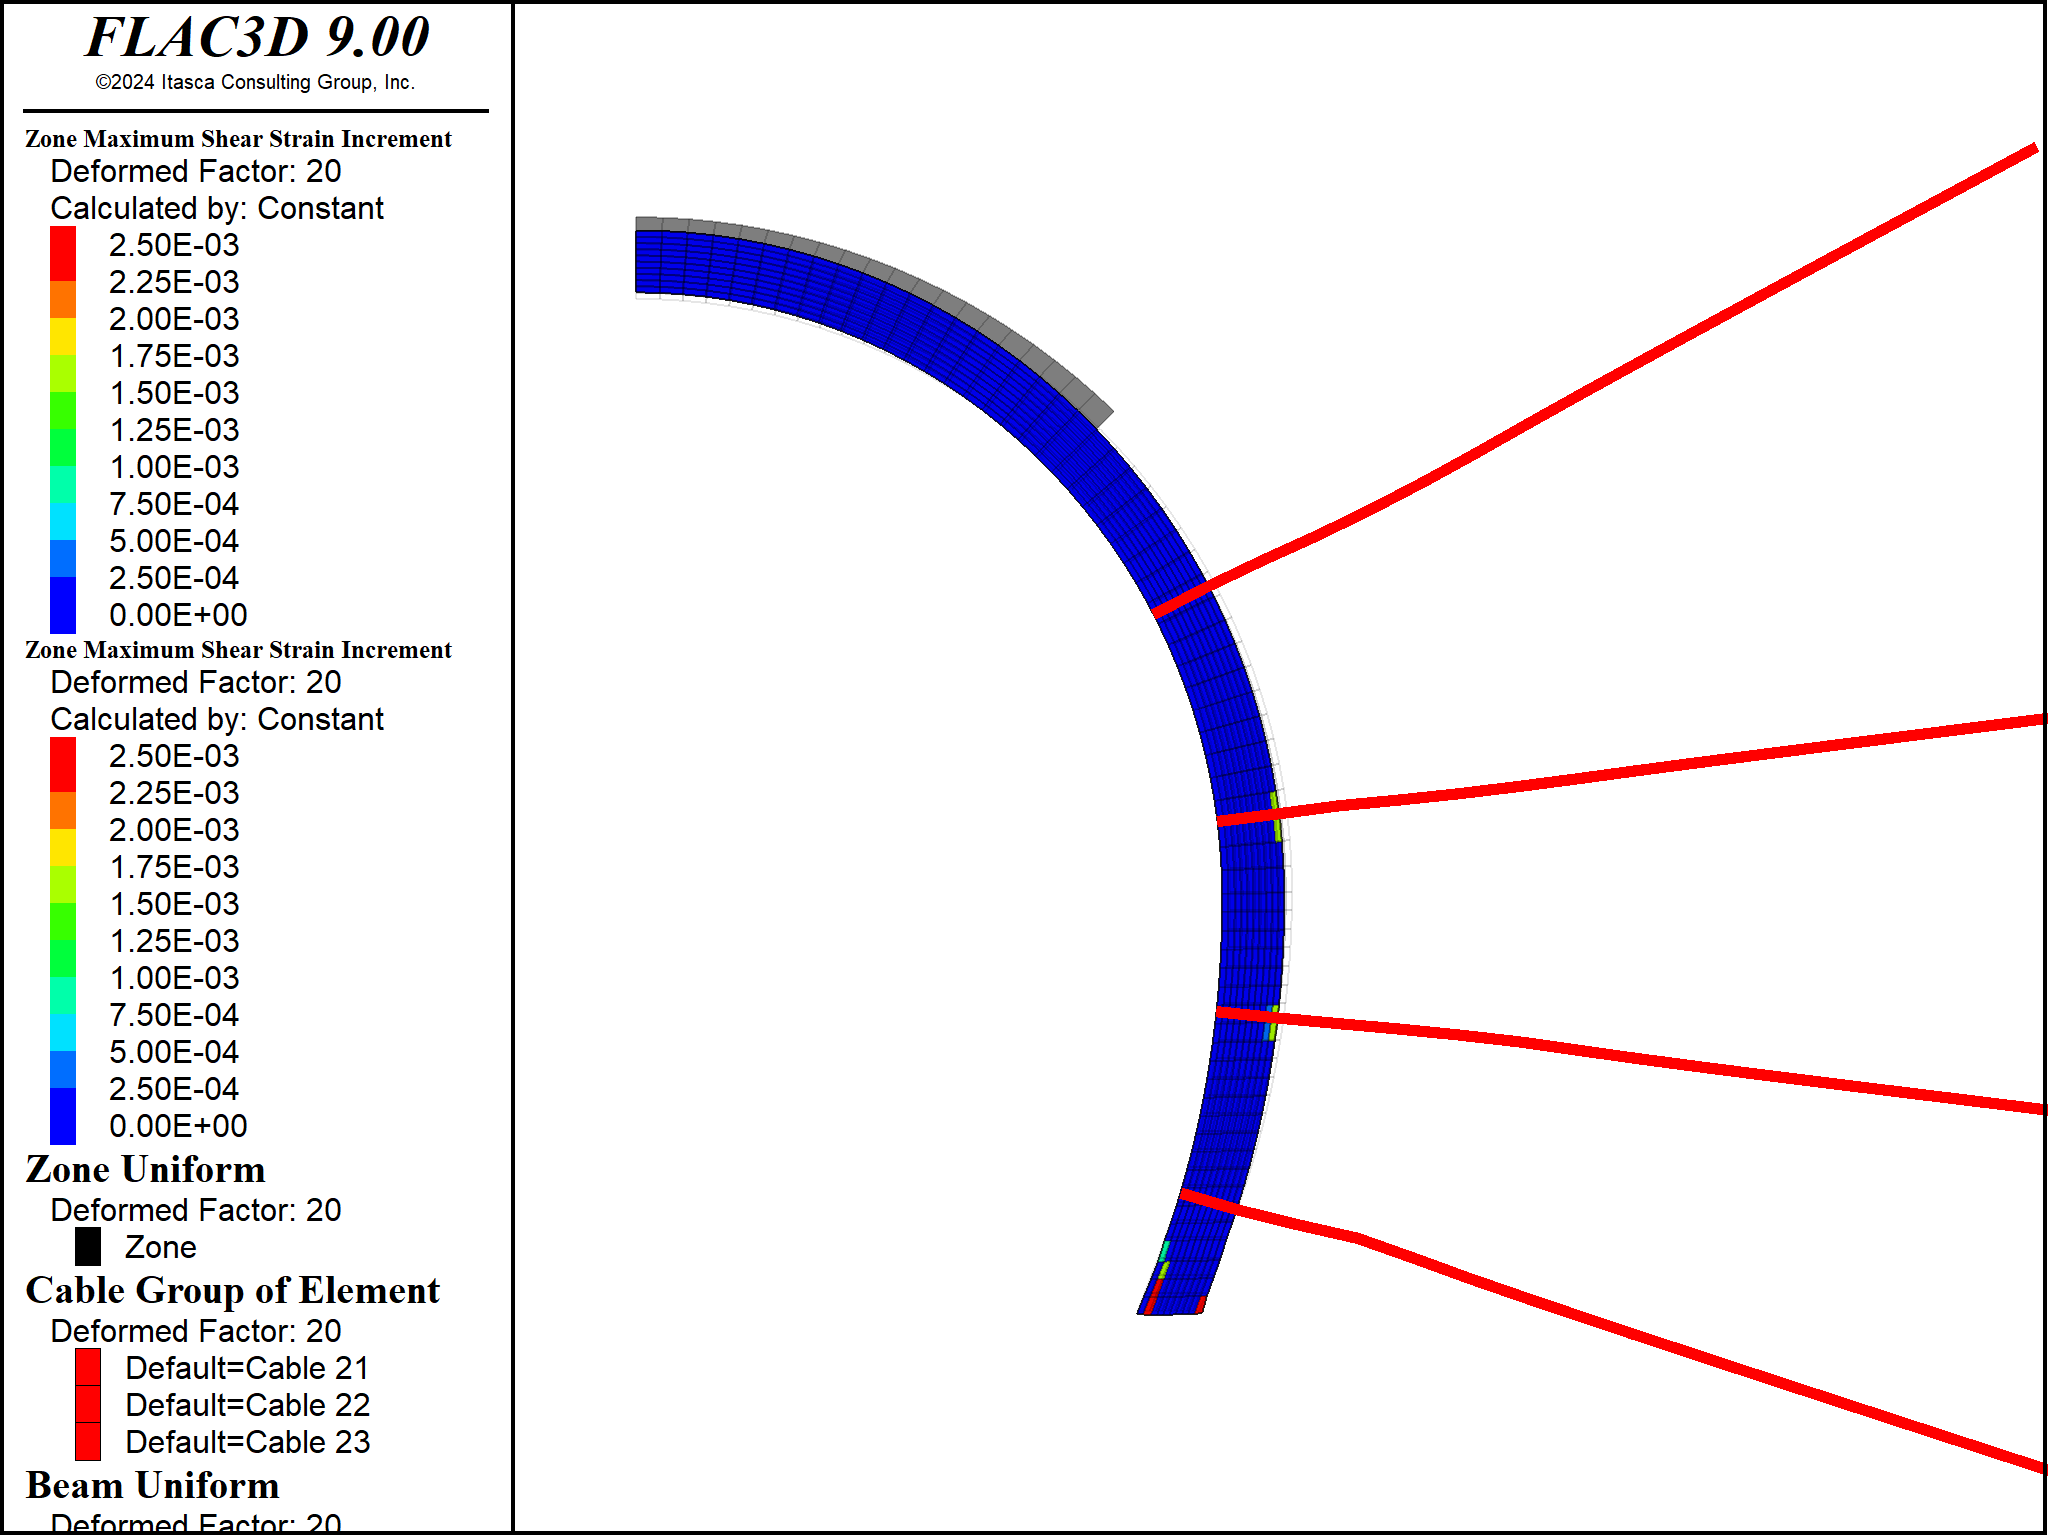 FLAC3D 9.00
©2024 Itasca Consulting Group, Inc.
Zone Maximum Shear Strain Increment
Deformed Factor: 20
Calculated by: Constant
2.50E-03
2.25E-03
2.00E-03
1.75E-03
1.50E-03
1.25E-03
1.00E-03
7.50E-04
5.00E-04
2.50E-04
0.00E+00
Zone Maximum Shear Strain Increment
Deformed Factor: 20
Calculated by: Constant
2.50E-03
2.25E-03
2.00E-03
1.75E-03
1.50E-03
1.25E-03
1.00E-03
7.50E-04
5.00E-04
2.50E-04
0.00E+00
Zone Uniform
Deformed Factor: 20
Zone
Cable Group of Element
Deformed Factor: 20
Default=Cable 21
Default=Cable 22
Default=Cable 23
Beam Uniform
Deformed Factor: 20